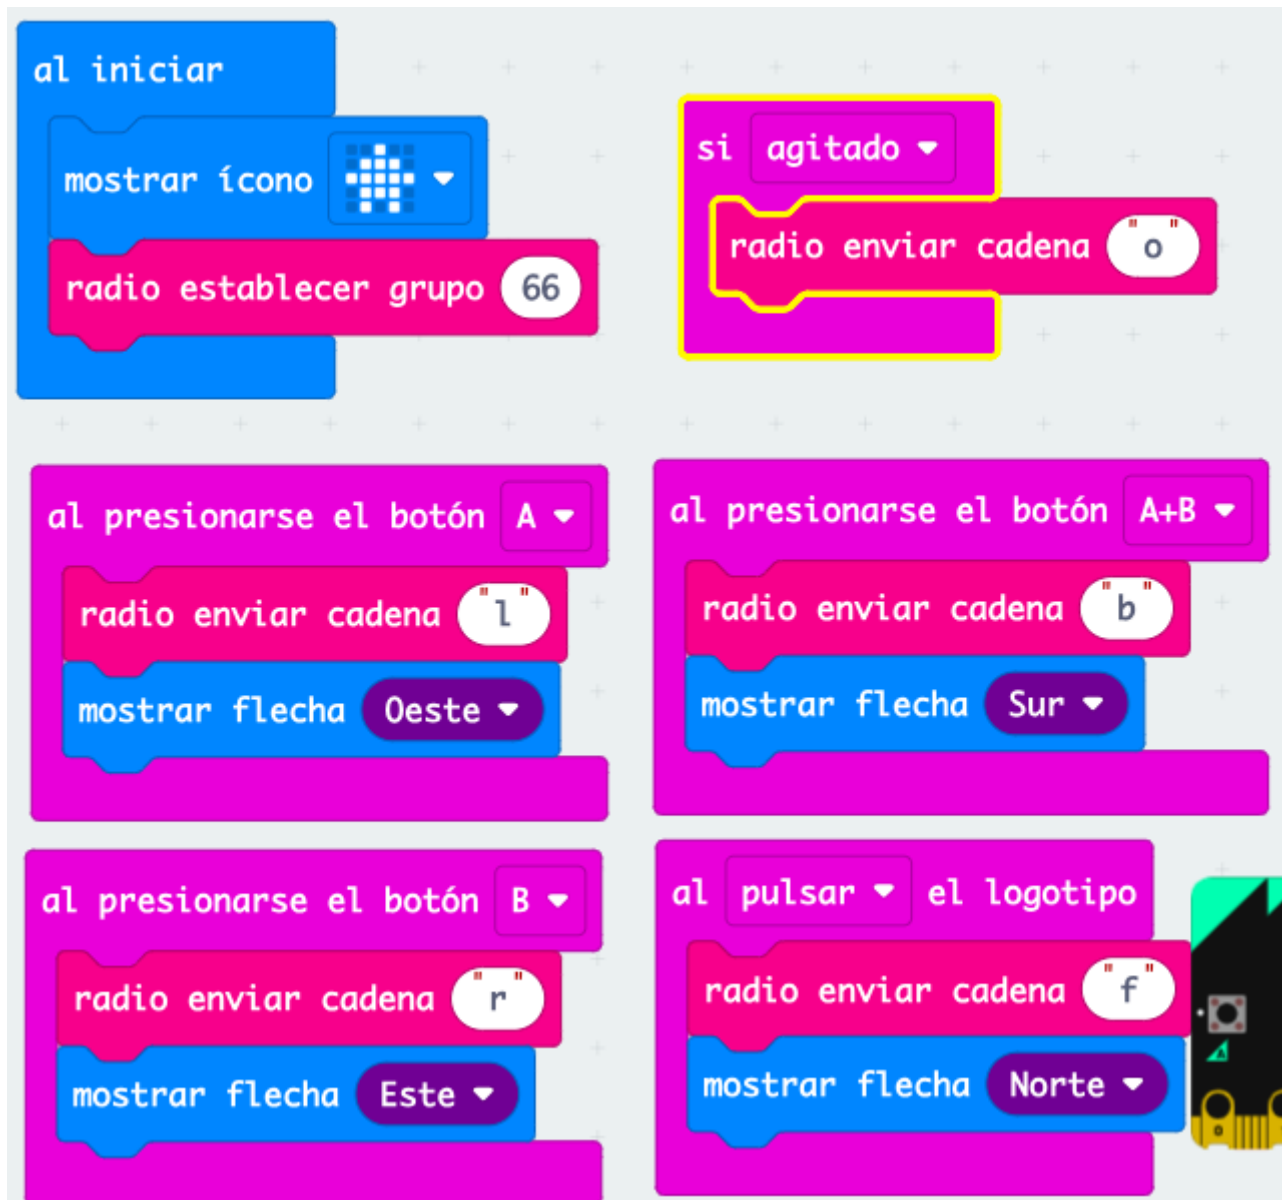 al iniciar
mostrar ícono
radio establecer grupo 66
si agitado
radio enviar cadena "o"
al presionarse el botón A
radio enviar cadena "l"
mostrar flecha Oeste
al presionarse el botón A+B
radio enviar cadena "b"
mostrar flecha Sur
al presionarse el botón B
radio enviar cadena "r"
mostrar flecha Este
al pulsar el logotipo
radio enviar cadena "f"
mostrar flecha Norte
A
0